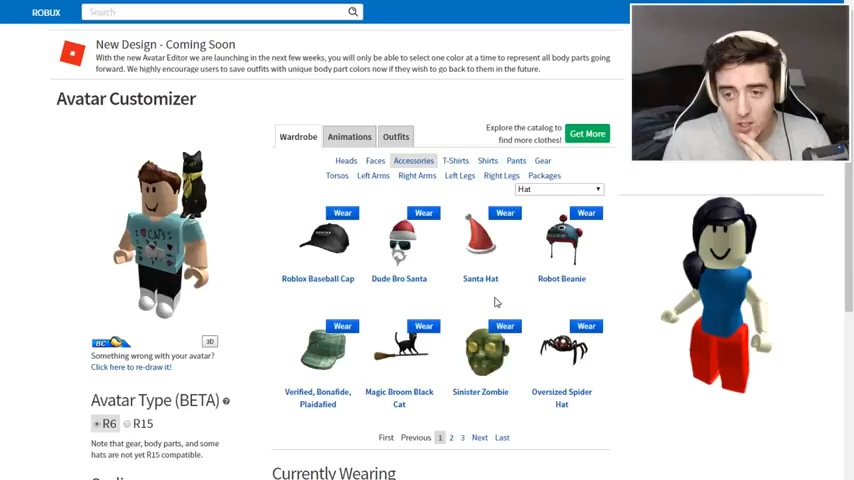 ROBUX
Search
New Design - Coming Soon
With the new Avatar Editor we are launching in the next few weeks, you will only be able to select one color at a time to represent all body parts going
forward. We highly encourage users to save outfits with unique body part colors now if they wish to go back to them in the future.
Avatar Customizer
Wardrobe
Animations
Outfits
Explore the catalog to
find more clothes!
Get More
Heads
Faces
Accessories
T-Shirts
Shirts
Pants
Gear
Torsos
Left Arms
Right Arms
Left Legs
Right Legs
Packages
Hat
Wear
Wear
Wear
Wear
Roblox Baseball Cap
Dude Bro Santa
Santa Hat
Robot Beanie
Wear
Wear
Wear
Wear
Verified, Bonafide,
Plaidafied
Magic Broom Black
Cat
Sinister Zombie
Oversized Spider
Hat
First
Previous
1
2
3
Next
Last
I ♥ CATS
BC
3D
Something wrong with your avatar?
Click here to re-draw it!
Avatar Type (BETA)
?
R6
R15
Note that gear, body parts, and some
hats are not yet R15 compatible.
Currently Wearing